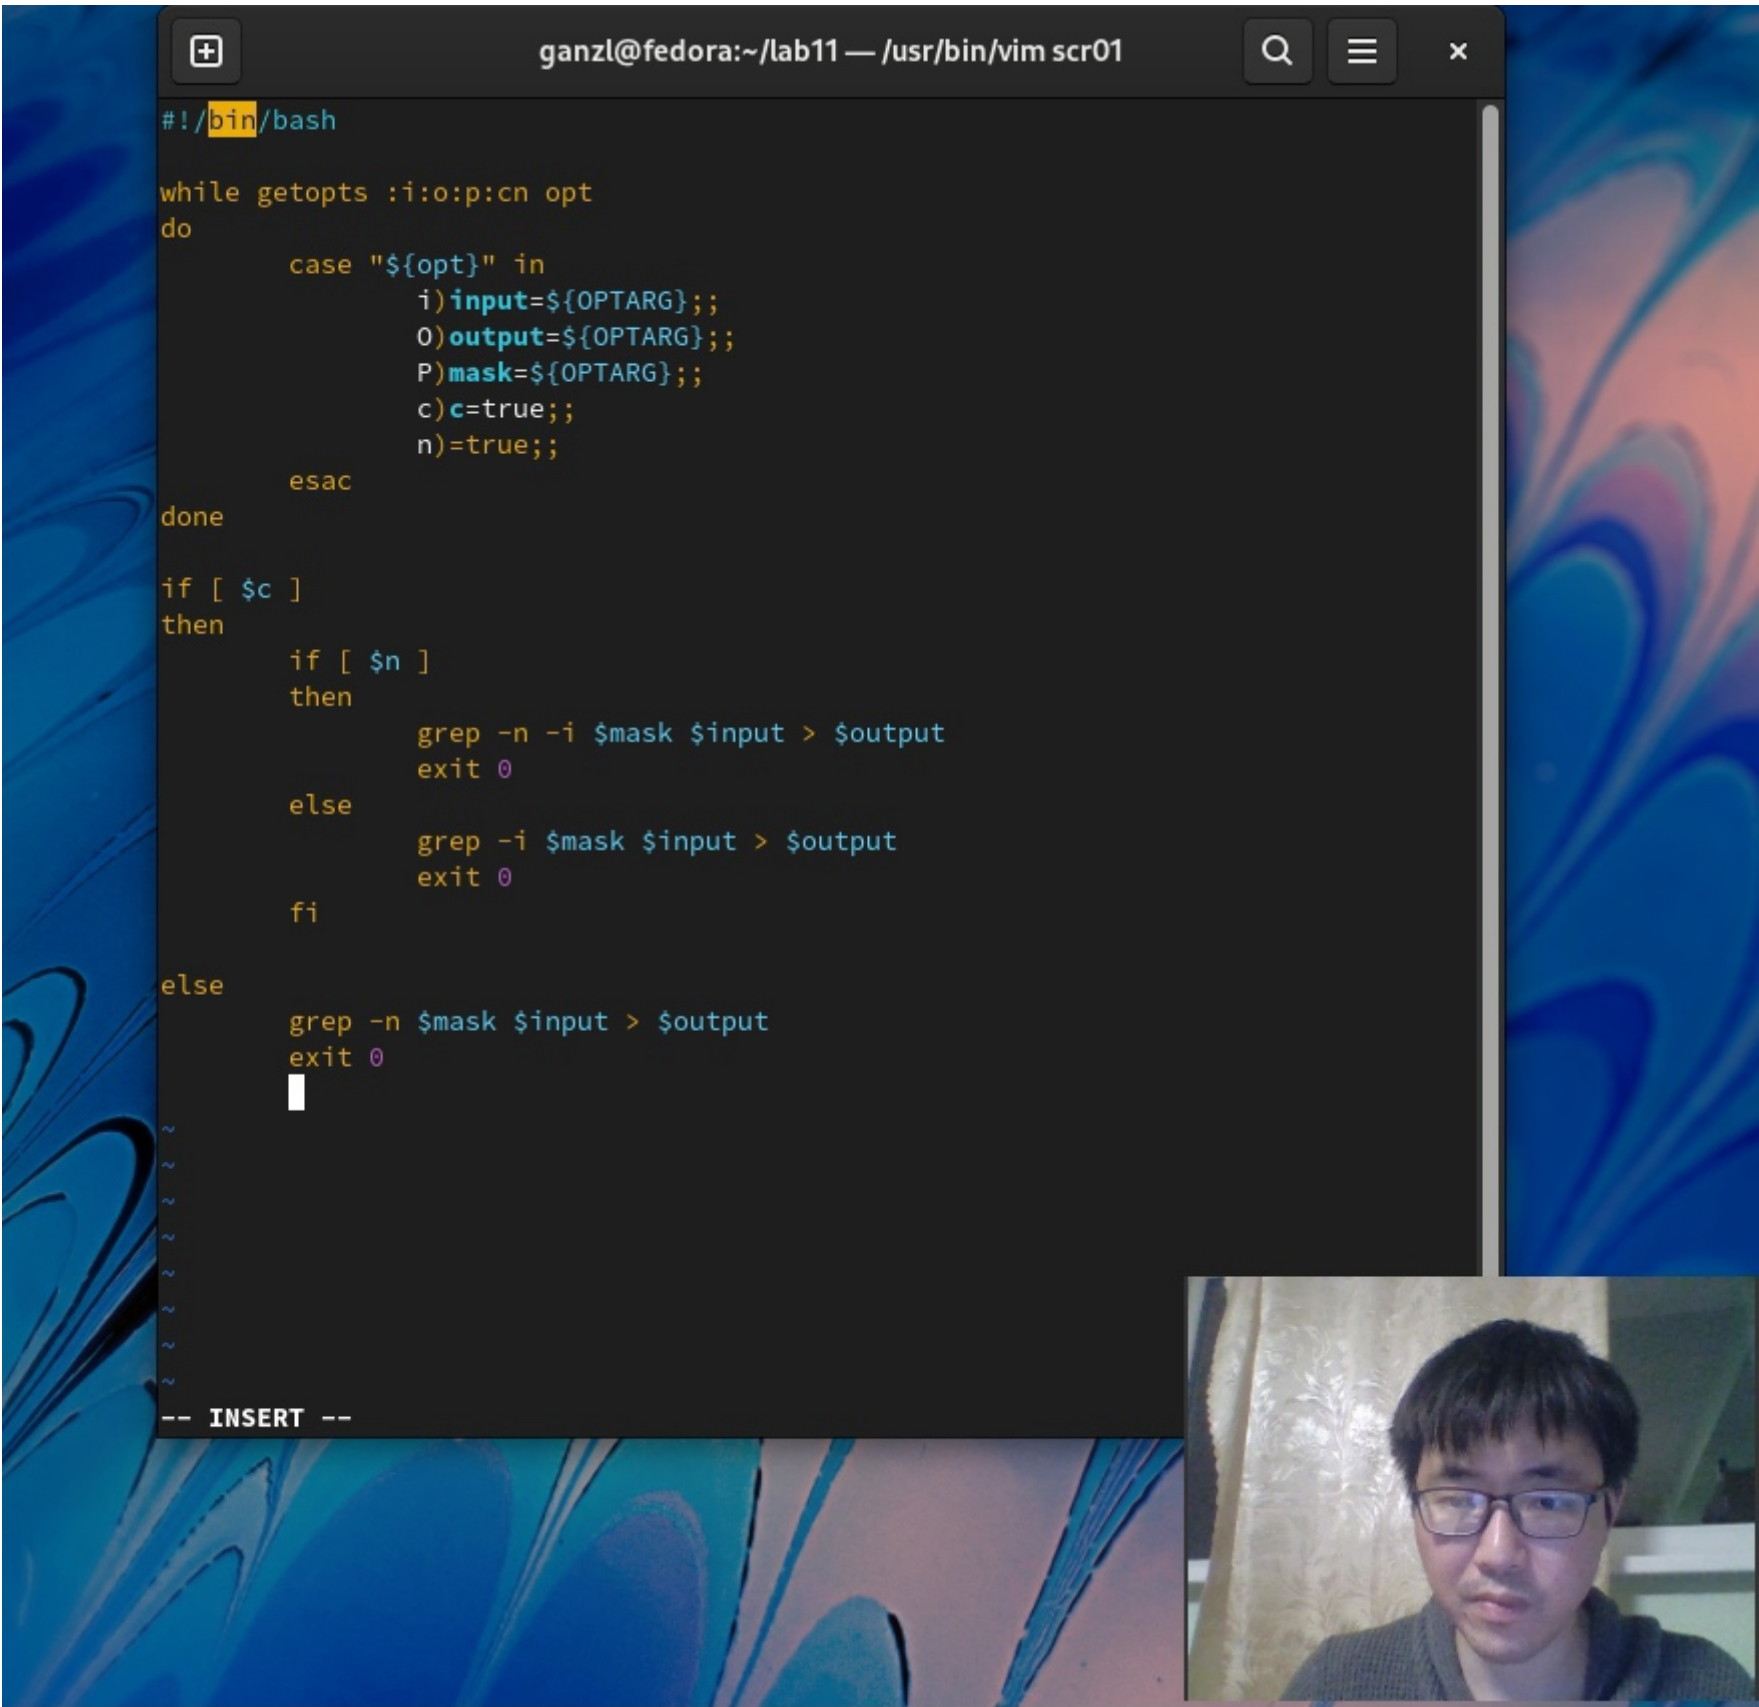 ganzl@fedora:~/lab11 — /usr/bin/vim scr01
#!/bin/bash
while getopts :i:o:p:cn opt
do
case "${opt}" in
i)input=${OPTARG};;
O)output=${OPTARG};;
P)mask=${OPTARG};;
c)c=true;;
n)=true;;
esac
done
if [ $c ]
then
if [ $n ]
then
grep -n -i $mask $input > $output
exit 0
else
grep -i $mask $input > $output
exit 0
fi
else
grep -n $mask $input > $output
exit 0
~
~
~
~
~
~
~
~
-- INSERT --